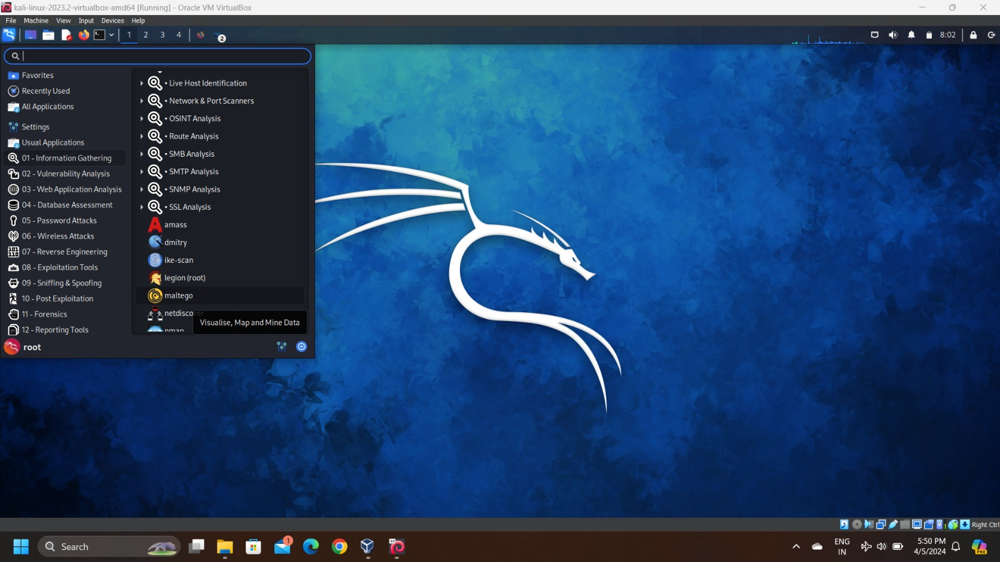 kali-linux-2023.2-virtualbox-amd64 [Running] - Oracle VM VirtualBox
File Machine View Input Devices Help
1 2 3 4 2 8:02
Favorites
Recently Used
All Applications
Settings
Usual Applications
01 - Information Gathering
02 - Vulnerability Analysis
03 - Web Application Analysis
04 - Database Assessment
05 - Password Attacks
06 - Wireless Attacks
07 - Reverse Engineering
08 - Exploitation Tools
09 - Sniffing & Spoofing
10 - Post Exploitation
11 - Forensics
12 - Reporting Tools
• Live Host Identification
• Network & Port Scanners
• OSINT Analysis
• Route Analysis
• SMB Analysis
• SMTP Analysis
• SNMP Analysis
• SSL Analysis
amass
dmitry
ike-scan
legion (root)
maltego
netdiscover
nmap
Visualise, Map and Mine Data
root
Right Ctrl
Search
1
ENG
IN
5:50 PM
4/5/2024
PRE